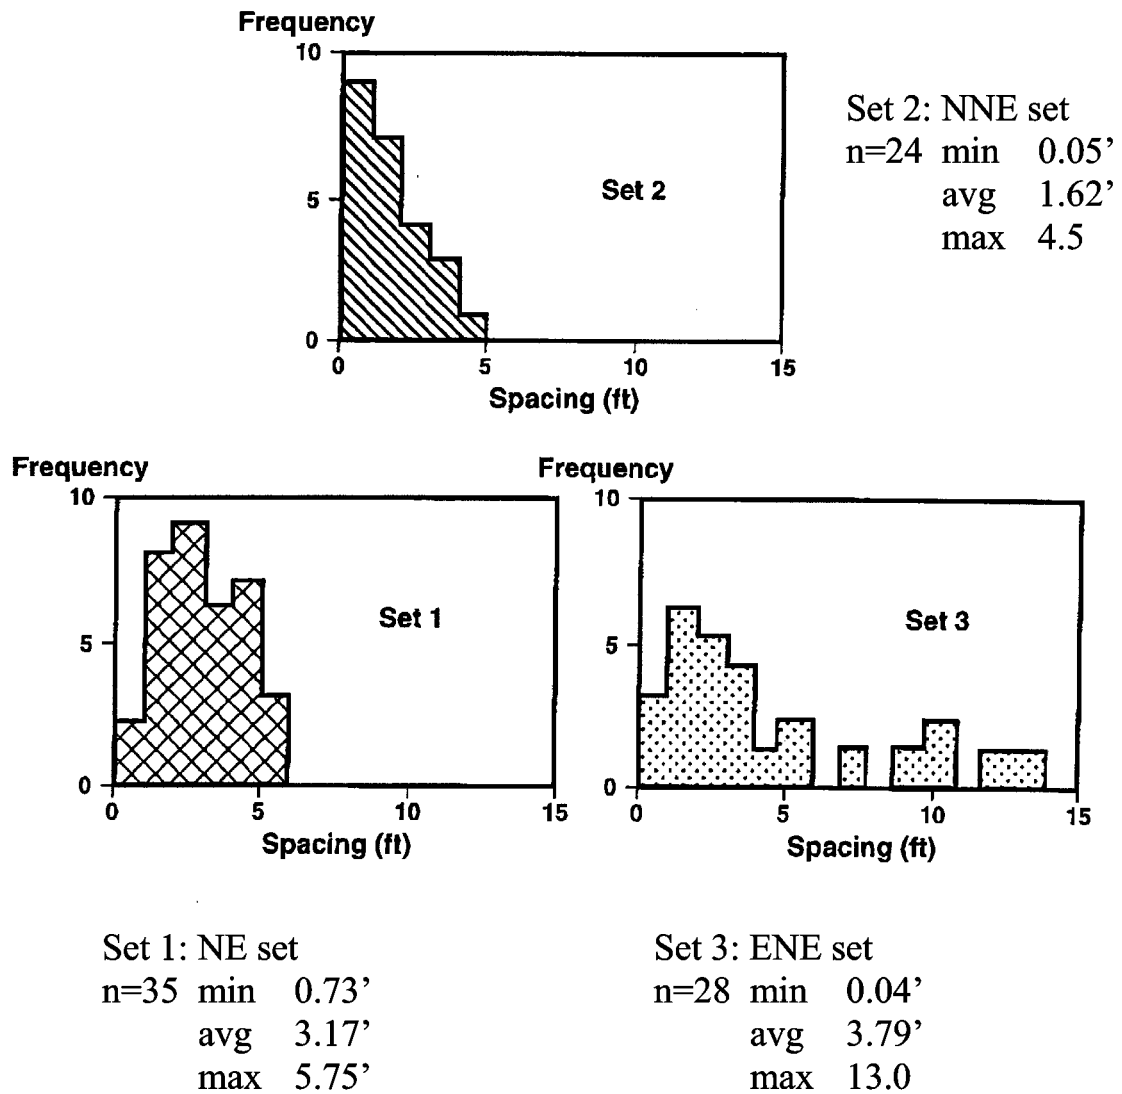 Frequency
10
5
0
0 5 10 15
Spacing (ft)
Set 2
Set 2: NNE set
n=24 min 0.05’
avg 1.62’
max 4.5
Frequency
10
5
0
0 5 10 15
Spacing (ft)
Set 1
Frequency
10
5
0
0 5 10 15
Spacing (ft)
Set 3
Set 1: NE set
n=35 min 0.73’
avg 3.17’
max 5.75’
Set 3: ENE set
n=28 min 0.04’
avg 3.79’
max 13.0